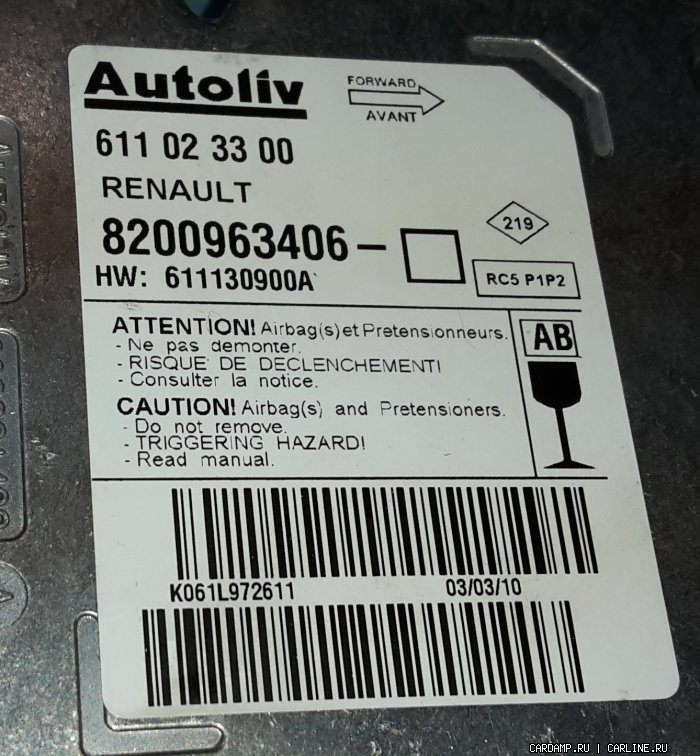 Autoliv
FORWARD
AVANT
611 02 33 00
RENAULT
8200963406-
219
HW: 611130900A
RC5 P1P2
ATTENTION! Airbag(s) et Pretensionneurs.
- Ne pas demonter.
- RISQUE DE DECLENCHEMENT!
- Consulter la notice.
AB
CAUTION! Airbag(s) and Pretensioners.
- Do not remove.
- TRIGGERING HAZARD!
- Read manual.
K061L972611 03/03/10
CARDAMP.RU | CARLINE.RU